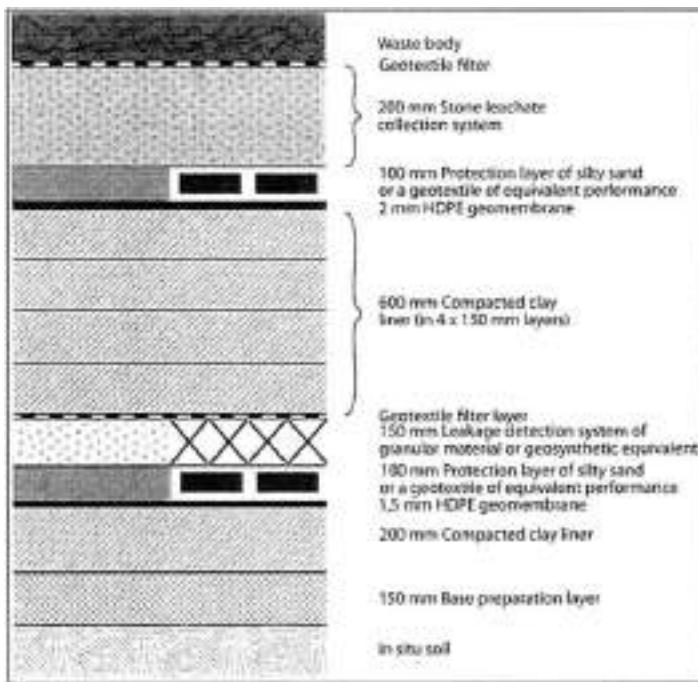 Waste body
Geotextile filter
200 mm Stone leachate
collection system
100 mm Protection layer of silty sand
or a geotextile of equivalent performance
2 mm HDPE geomembrane
600 mm Compacted clay
liner (in 4 x 150 mm layers)
Geotextile filter layer
150 mm Leakage detection system of
granular material or geosynthetic equivalent
100 mm Protection layer of silty sand
or a geotextile of equivalent performance
1,5 mm HDPE geomembrane
200 mm Compacted clay liner
150 mm Base preparation layer
In situ soil